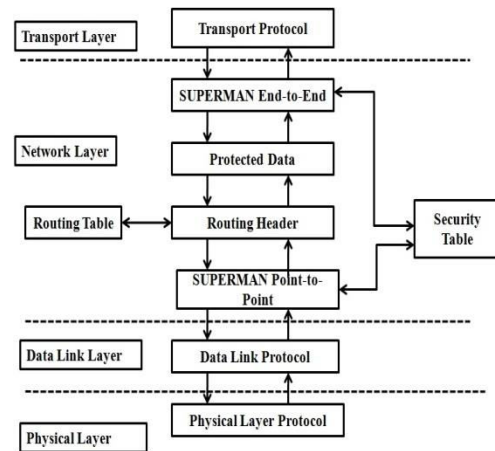 Transport Layer
Transport Protocol
SUPERMAN End-to-End
Network Layer
Protected Data
Routing Table
Routing Header
Security
Table
SUPERMAN Point-to-
Point
Data Link Layer
Data Link Protocol
Physical Layer Protocol
Physical Layer